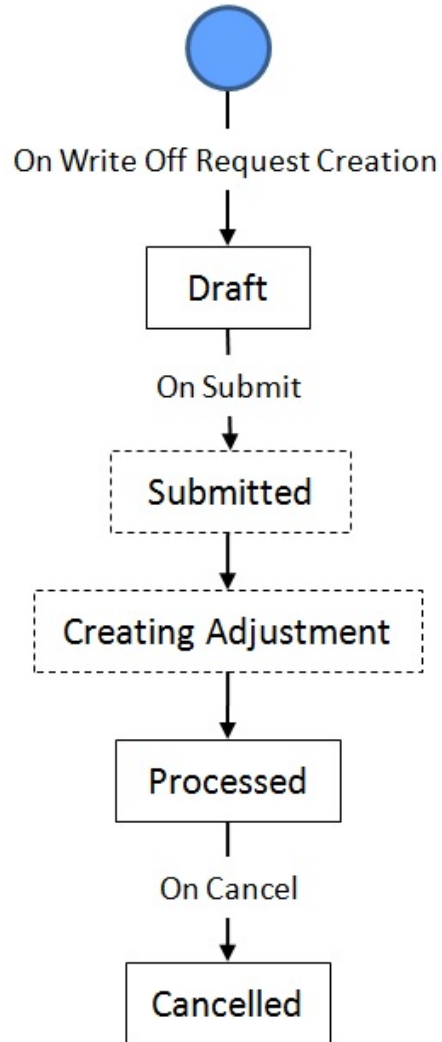 On Write Off Request Creation
Draft
On Submit
Submitted
Creating Adjustment
Processed
On Cancel
Cancelled